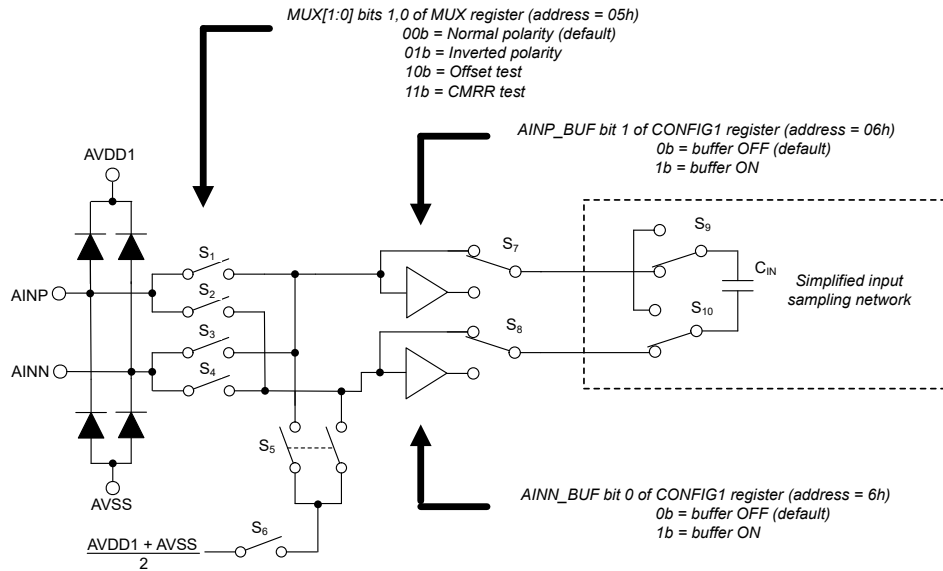 MUX[1:0] bits 1,0 of MUX register (address = 05h)
00b = Normal polarity (default)
01b = Inverted polarity
10b = Offset test
11b = CMRR test
AINP_BUF bit 1 of CONFIG1 register (address = 06h)
0b = buffer OFF (default)
1b = buffer ON
AVDD1
S1
S7
S9
CIN
Simplified input
sampling network
AINP
S2
S10
S3
S8
AINN
S4
S5
AVSS
AINN_BUF bit 0 of CONFIG1 register (address = 6h)
0b = buffer OFF (default)
1b = buffer ON
S6
AVDD1 + AVSS
2